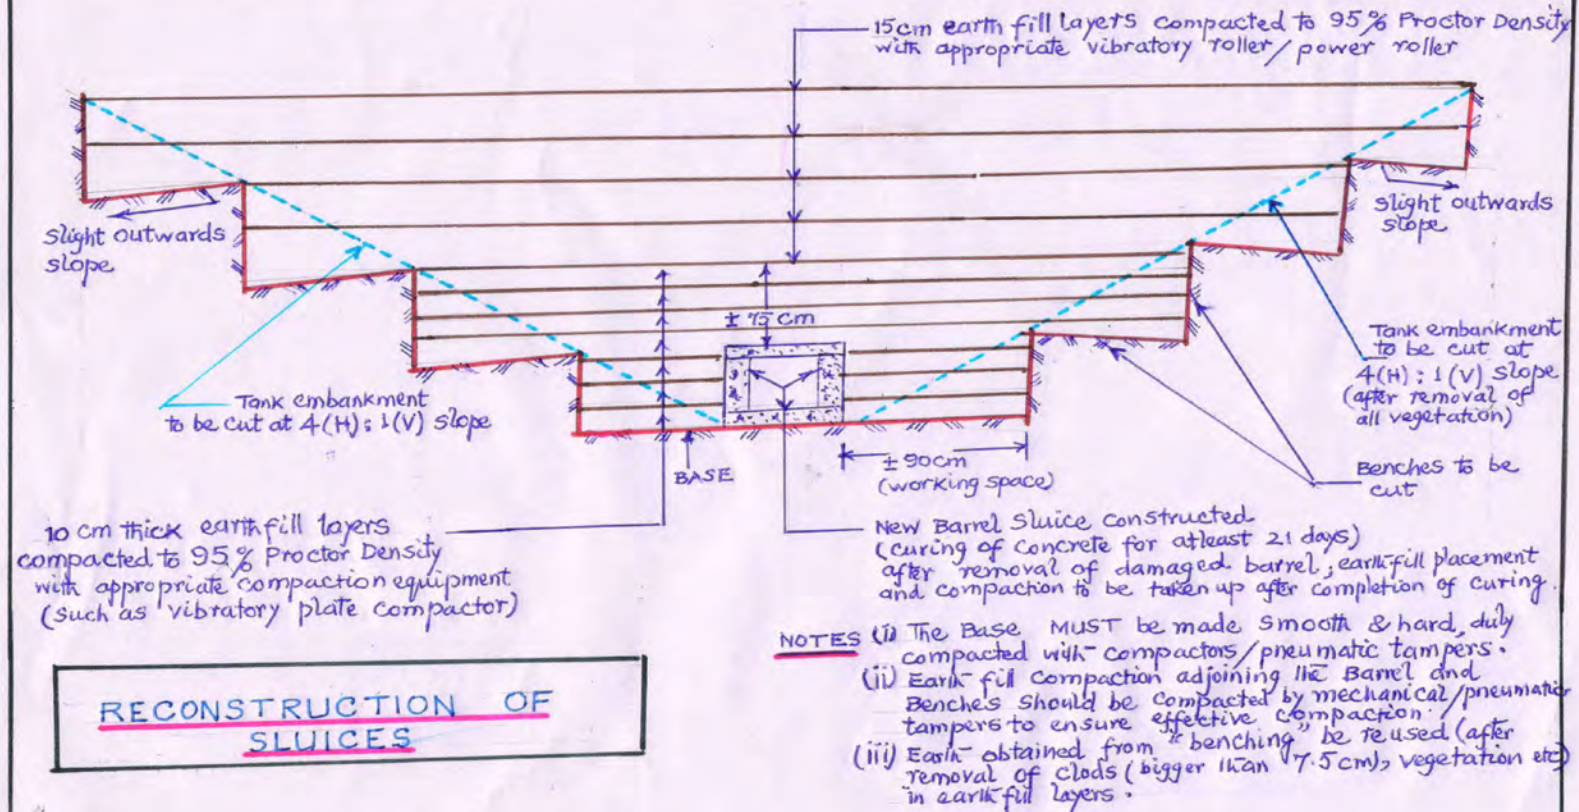 15cm earth fill layers compacted to 95% Proctor Density
with appropriate vibratory roller/power roller
slight outwards
slope
slight outwards
slope
± 75 cm
Tank embankment
to be cut at 4(H):1(V) slope
Tank embankment
to be cut at
4(H):1(V) slope
(after removal of
all vegetation)
BASE
± 90cm
(working space)
Benches to be
cut
10 cm thick earthfill layers
compacted to 95% Proctor Density
with appropriate compaction equipment
(such as vibratory plate compactor)
New Barrel Sluice constructed
(curing of concrete for atleast 21 days)
after removal of damaged barrel; earth-fill placement
and compaction to be taken up after completion of curing.
NOTES (i) The Base MUST be made smooth & hard, duly
compacted with compactors/pneumatic tampers.
(ii) Earth fill compaction adjoining the Barrel and
Benches should be compacted by mechanical/pneumatic
tampers to ensure effective compaction.
(iii) Earth obtained from "benching" be reused (after
removal of clods (bigger than 7.5cm), vegetation etc)
in earth fill layers.
RECONSTRUCTION OF
SLUICES